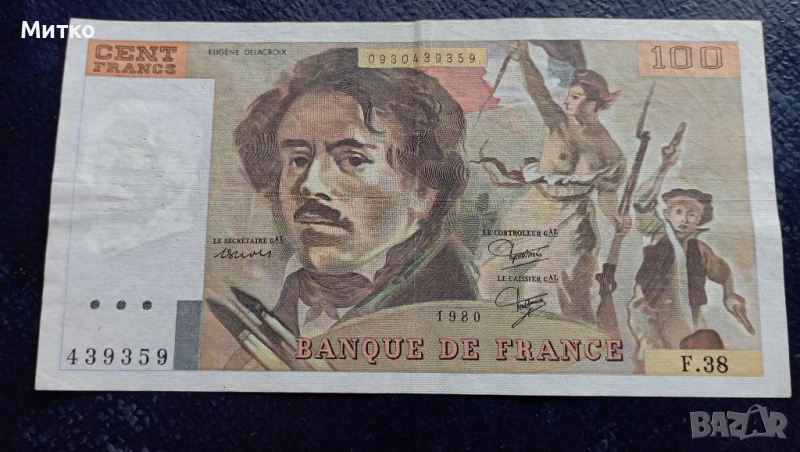 Митко
CENT
FRANCS
EUGÈNE DELACROIX
0930439359
100
LE SECRÉTAIRE GAL
LE CONTROLEUR GAL
LE CAISSIER GAL
1980
BANQUE DE FRANCE
439359
F.38
BAZAR